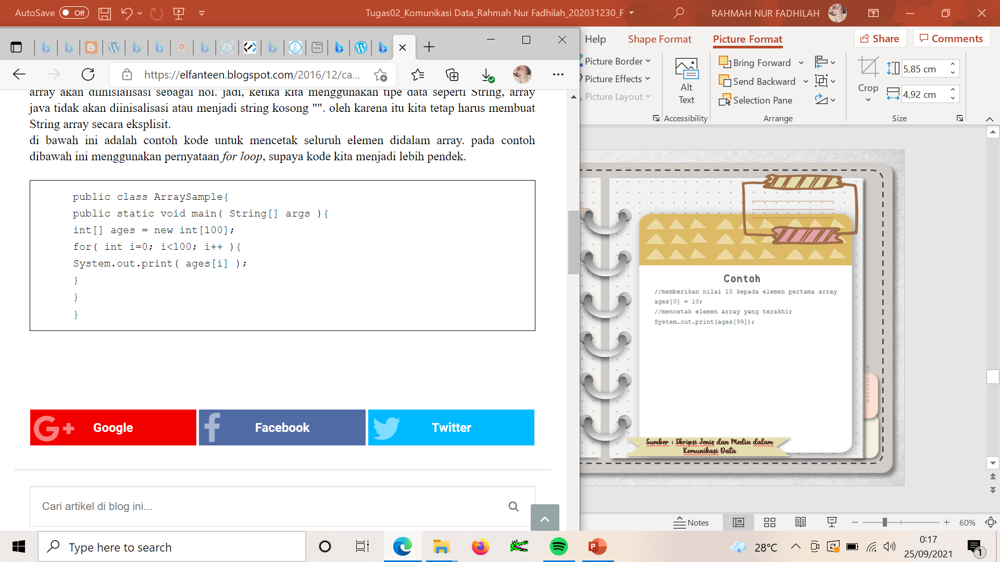 AutoSave Off
Tugas02_Komunikasi Data_Rahmah Nur Fadhilah_202031230_F
RAHMAH NUR FADHILAH
Help Shape Format Picture Format Share Comments
https://elfanteen.blogspot.com/2016/12/ca...
Picture Border
Picture Effects
Picture Layout
Alt
Text
Accessibility
Bring Forward
Send Backward
Selection Pane
Arrange
Crop
5,85 cm
4,92 cm
Size
array akan diinisialisasi sebagai nol. jadi, ketika kita menggunakan tipe data seperti String, array
java tidak akan diinisalisasi atau menjadi string kosong "". oleh karena itu kita tetap harus membuat
String array secara eksplisit.
di bawah ini adalah contoh kode untuk mencetak seluruh elemen didalam array. pada contoh
dibawah ini menggunakan pernyataan for loop, supaya kode kita menjadi lebih pendek.
public class ArraySample{
public static void main( String[] args ){
int[] ages = new int[100];
for( int i=0; i<100; i++ ){
System.out.print( ages[i] );
}
}
}
G+ Google
f Facebook
Twitter
Cari artikel di blog ini...
Contoh
//memberikan nilai 10 kepada elemen pertama array
ages[0] = 10;
//mencetak elemen array yang terakhir
System.out.print(ages[99]);
Sumber : Skripsi Jenis dan Media dalam
Komunikasi Data
Notes
60%
Type here to search
28°C
0:17
25/09/2021
1